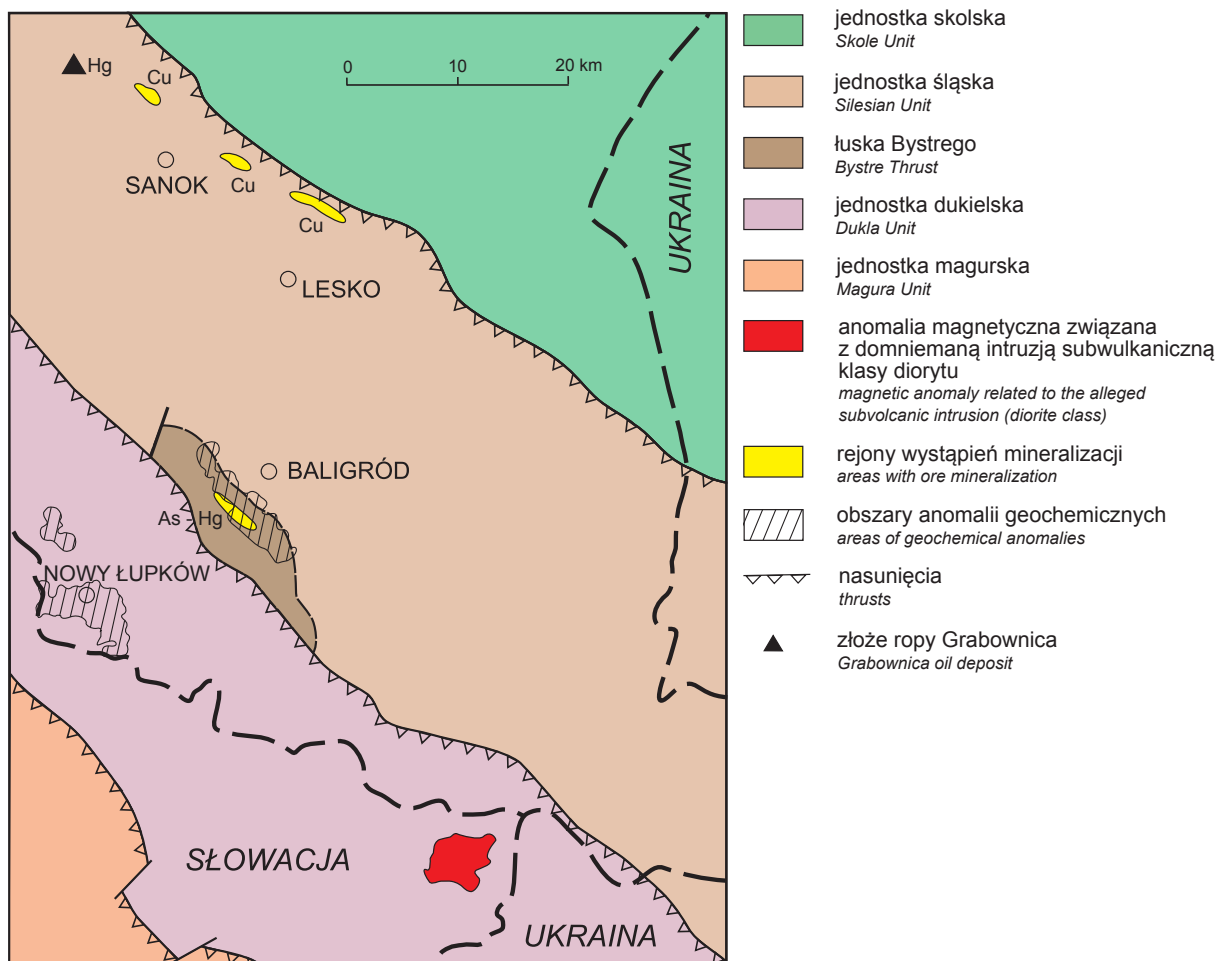 Hg
Cu
0 10 20 km
SANOK
Cu
Cu
UKRAINA
LESKO
BALIGRÓD
As - Hg
NOWY ŁUPKÓW
SŁOWACJA
UKRAINA
jednostka skolska
Skole Unit
jednostka śląska
Silesian Unit
łuska Bystrego
Bystre Thrust
jednostka dukielska
Dukla Unit
jednostka magurska
Magura Unit
anomalia magnetyczna związana
z domniemaną intruzją subwulkaniczną
klasy diorytu
magnetic anomaly related to the alleged
subvolcanic intrusion (diorite class)
rejony wystąpień mineralizacji
areas with ore mineralization
obszary anomalii geochemicznych
areas of geochemical anomalies
nasunięcia
thrusts
złoże ropy Grabownica
Grabownica oil deposit